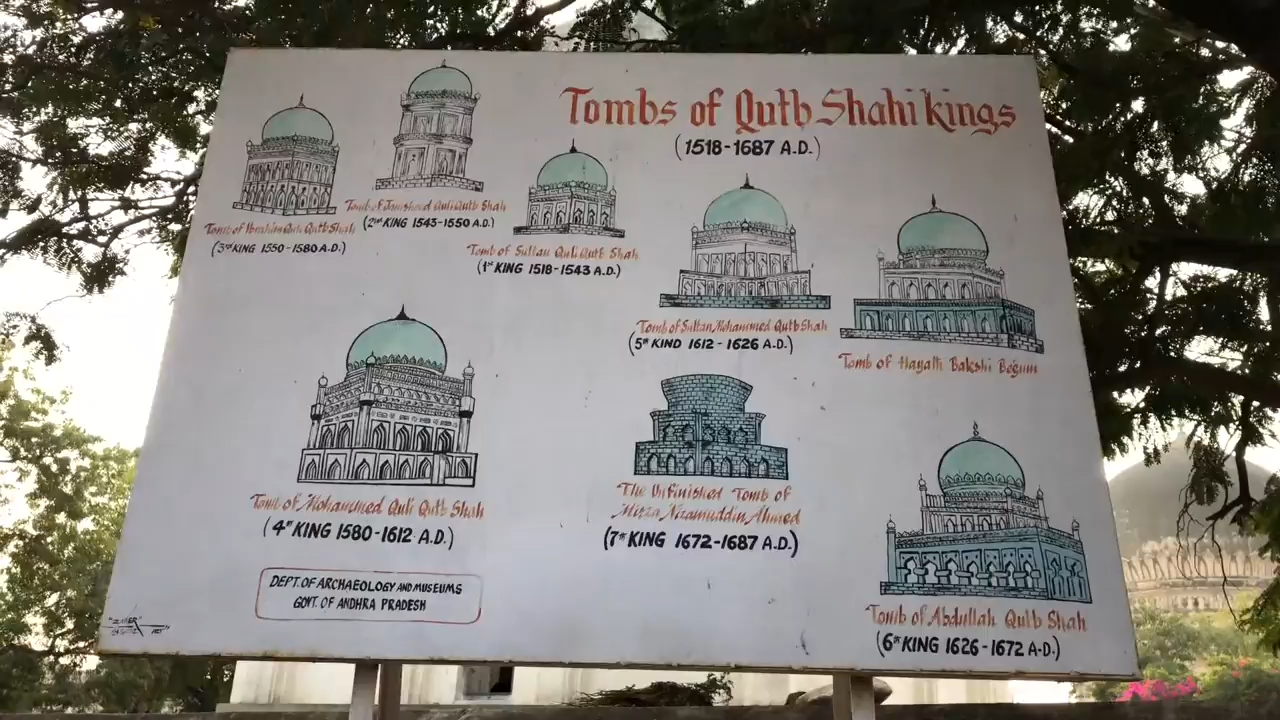 Tombs of Qutb Shahi kings
(1518-1687 A.D.)
Tomb of Ibrahim Quli Qutb Shah
(3rd KING 1550-1580 A.D.)
Tomb of Jamsheed Quli Qutb Shah
(2nd KING 1543-1550 A.D.)
Tomb of Sultan Quli Qutb Shah
(1st KING 1518-1543 A.D.)
Tomb of Sultan Mohammed Qutb Shah
(5th KIND 1612 - 1626 A.D.)
Tomb of Hayath Bakshi Begum
Tomb of Mohammed Quli Qutb Shah
(4th KING 1580-1612 A.D.)
The Unfinished Tomb of
Mirza Nizamuddin Ahmed
(7th KING 1672-1687 A.D.)
Tomb of Abdullah Qutb Shah
(6th KING 1626-1672 A.D.)
DEPT. OF ARCHAEOLOGY AND MUSEUMS
GOVT. OF ANDHRA PRADESH